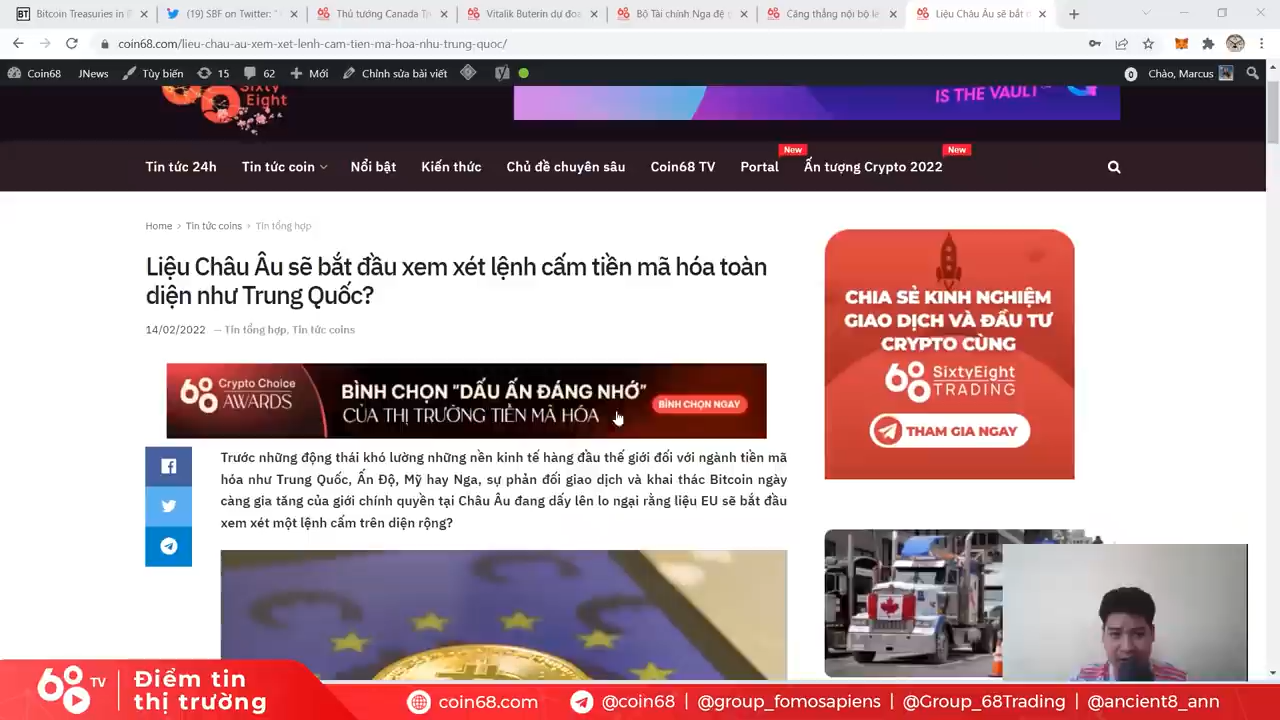 Bitcoin Treasuries in
(19) SBF on Twitter: "
Thủ tướng Canada
Vitalik Buterin dự đo
Bộ Tài chính Nga đệ
Căng thẳng nội bộ
Liệu Châu Âu sẽ bắt
coin68.com/lieu-chau-au-xem-xet-lenh-cam-tien-ma-hoa-nhu-trung-quoc/
Coin68
JNews
Tùy biến
15
62
Mới
Chỉnh sửa bài viết
0
Chào, Marcus
SixtyEight
IS THE VAULT
Tin tức 24h
Tin tức coin
Nổi bật
Kiến thức
Chủ đề chuyên sâu
Coin68 TV
Portal
New
Ấn tượng Crypto 2022
New
Home > Tin tức coins > Tin tổng hợp
Liệu Châu Âu sẽ bắt đầu xem xét lệnh cấm tiền mã hóa toàn
diện như Trung Quốc?
14/02/2022 — Tin tổng hợp, Tin tức coins
68 Crypto Choice
AWARDS
BÌNH CHỌN "DẤU ẤN ĐÁNG NHỚ"
CỦA THỊ TRƯỜNG TIỀN MÃ HÓA
BÌNH CHỌN NGAY
Trước những động thái khó lường những nền kinh tế hàng đầu thế giới đối với ngành tiền mã
hóa như Trung Quốc, Ấn Độ, Mỹ hay Nga, sự phản đối giao dịch và khai thác Bitcoin ngày
càng gia tăng của giới chính quyền tại Châu Âu đang dấy lên lo ngại rằng liệu EU sẽ bắt đầu
xem xét một lệnh cấm trên diện rộng?
CHIA SẺ KINH NGHIỆM
GIAO DỊCH VÀ ĐẦU TƯ
CRYPTO CÙNG
68 SixtyEight
TRADING
THAM GIA NGAY
68 TV
Điểm tin
thị trường
coin68.com
@coin68 | @group_fomosapiens | @Group_68Trading | @ancient8_ann